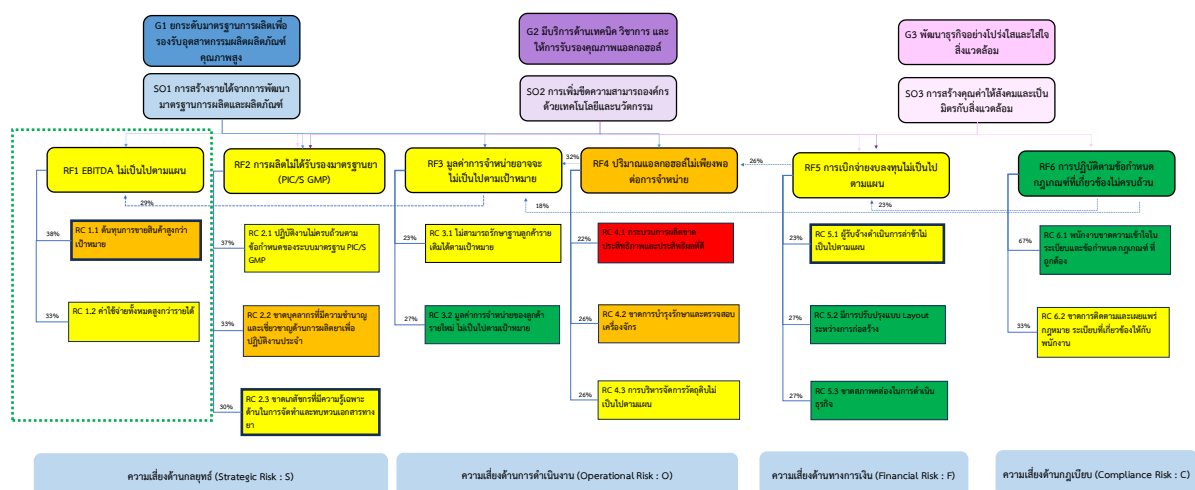 G1 ยกระดับมาตรฐานการผลิตเพื่อ
รองรับอุตสาหกรรมผลิตผลิตภัณฑ์
คุณภาพสูง
G2 มีบริการด้านเทคนิค วิชาการ และ
ให้การรับรองคุณภาพแอลกอฮอล์
G3 พัฒนาธุรกิจอย่างโปร่งใสและใส่ใจ
สิ่งแวดล้อม
SO1 การสร้างรายได้จากการพัฒนา
มาตรฐานการผลิตและผลิตภัณฑ์
SO2 การเพิ่มขีดความสามารถองค์กร
ด้วยเทคโนโลยีและนวัตกรรม
SO3 การสร้างคุณค่าให้สังคมและเป็น
มิตรกับสิ่งแวดล้อม
RF1 EBITDA ไม่เป็นไปตามแผน
RF2 การผลิตไม่ได้รับรองมาตรฐานยา
(PIC/S GMP)
RF3 มูลค่าการจำหน่ายอาจจะ
ไม่เป็นไปตามเป้าหมาย
32%
RF4 ปริมาณแอลกอฮอล์ไม่เพียงพอ
ต่อการจำหน่าย
26%
RF5 การเบิกจ่ายงบลงทุนไม่เป็นไป
ตามแผน
RF6 การปฏิบัติตามข้อกำหนด
กฎเกณฑ์ที่เกี่ยวข้องไม่ครบถ้วน
29%
18%
23%
38%
RC 1.1 ต้นทุนการขายสินค้าสูงกว่า
เป้าหมาย
37%
RC 2.1 ปฏิบัติงานไม่ครบถ้วนตาม
ข้อกำหนดของระบบมาตรฐาน PIC/S
GMP
23%
RC 3.1 ไม่สามารถรักษาฐานลูกค้าราย
เดิมได้ตามเป้าหมาย
22%
RC 4.1 กระบวนการผลิตขาด
ประสิทธิภาพและประสิทธิผลที่ดี
23%
RC 5.1 ผู้รับจ้างดำเนินการล่าช้าไม่
เป็นไปตามแผน
67%
RC 6.1 พนักงานขาดความเข้าใจใน
ระเบียบและข้อกำหนด กฎเกณฑ์ ที่
ถูกต้อง
33%
RC 1.2 ค่าใช้จ่ายทั้งหมดสูงกว่ารายได้
33%
RC 2.2 ขาดบุคลากรที่มีความชำนาญ
และเชี่ยวชาญด้านการผลิตยาเพื่อ
ปฏิบัติงานประจำ
27%
RC 3.2 มูลค่าการจำหน่ายของลูกค้า
รายใหม่ ไม่เป็นไปตามเป้าหมาย
26%
RC 4.2 ขาดการบำรุงรักษาและตรวจสอบ
เครื่องจักร
27%
RC 5.2 มีการปรับปรุงแบบ Layout
ระหว่างการก่อสร้าง
33%
RC 6.2 ขาดการติดตามและเผยแพร่
กฎหมาย ระเบียบที่เกี่ยวข้องให้กับ
พนักงาน
30%
RC 2.3 ขาดเภสัชกรที่มีความรู้เฉพาะ
ด้านในการจัดทำและทบทวนเอกสารทาง
ยา
26%
RC 4.3 การบริหารจัดการวัตถุดิบไม่
เป็นไปตามแผน
27%
RC 5.3 ขาดสภาพคล่องในการดำเนิน
ธุรกิจ
ความเสี่ยงด้านกลยุทธ์ (Strategic Risk : S)
ความเสี่ยงด้านการดำเนินงาน (Operational Risk : O)
ความเสี่ยงด้านทางการเงิน (Financial Risk : F)
ความเสี่ยงด้านกฎเบียบ (Compliance Risk : C)